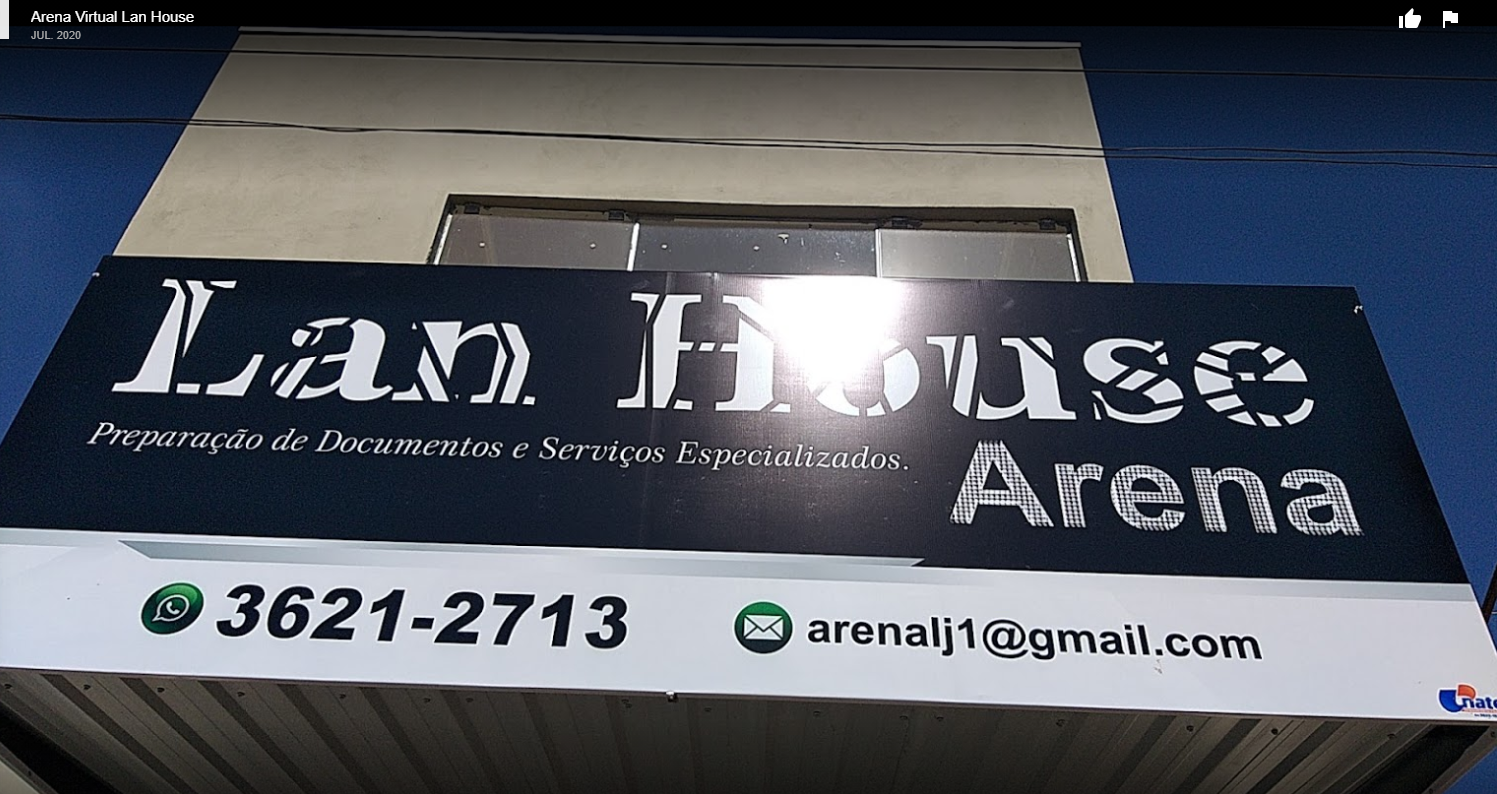 Arena Virtual Lan House
JUL. 2020
Lan House
Preparação de Documentos e Serviços Especializados.
Arena
3621-2713
arenalj1@gmail.com